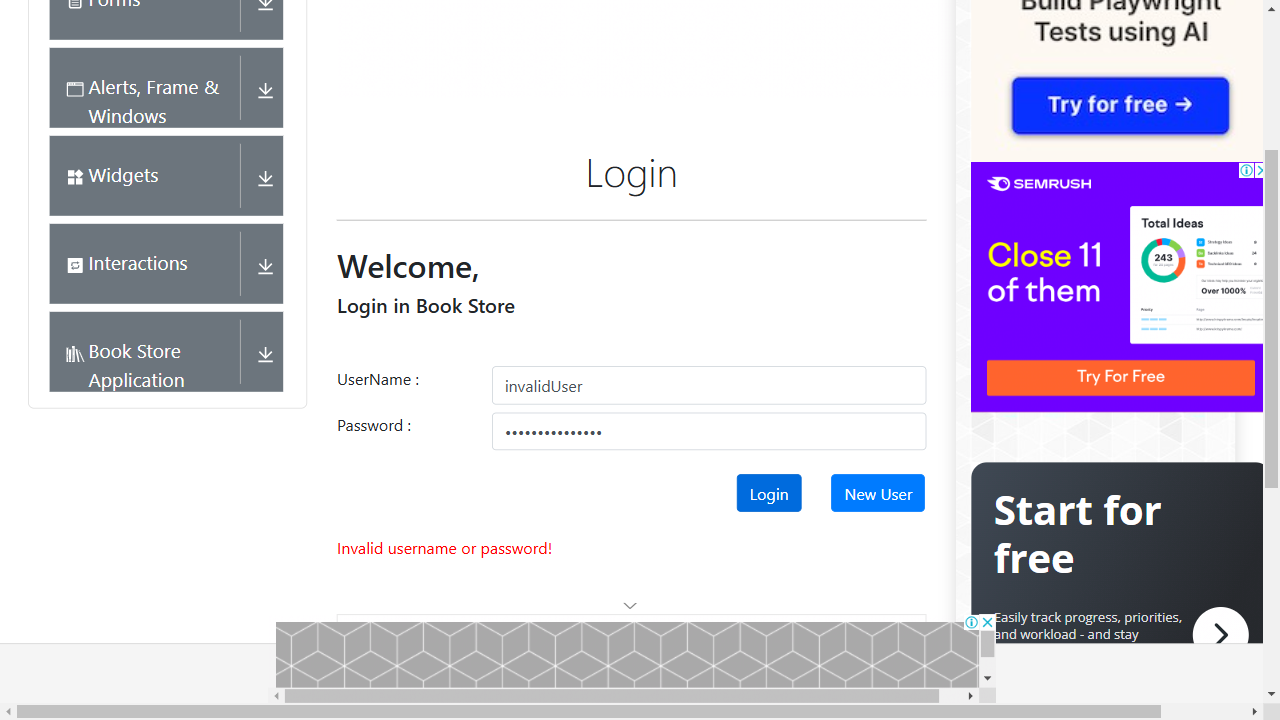 Forms
Alerts, Frame &
Windows
Widgets
Interactions
Book Store
Application
Login
Welcome,
Login in Book Store
UserName :
invalidUser
Password :
•••••••••••••••
Login
New User
Invalid username or password!
Build Playwright
Tests using AI
Try for free →
SEMRUSH
Close 11
of them
Total Ideas
243
Over 1000%
Try For Free
Start for
free
Easily track progress, priorities,
and workload - and stay